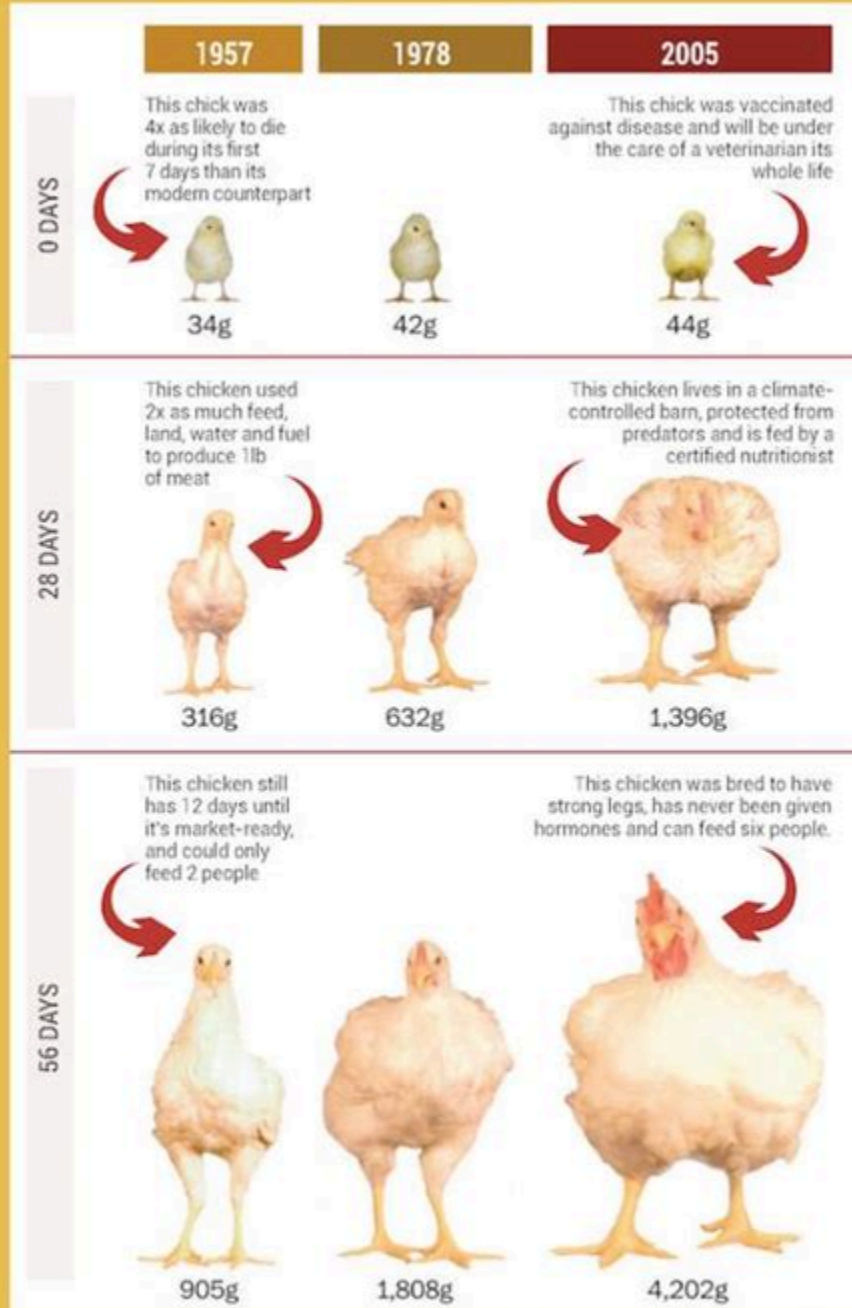 1957
1978
2005
0 DAYS
This chick was
4x as likely to die
during its first
7 days than its
modern counterpart
This chick was vaccinated
against disease and will be under
the care of a veterinarian its
whole life
34g
42g
44g
28 DAYS
This chicken used
2x as much feed,
land, water and fuel
to produce 1lb
of meat
This chicken lives in a climate-
controlled barn, protected from
predators and is fed by a
certified nutritionist
316g
632g
1,396g
56 DAYS
This chicken still
has 12 days until
it's market-ready,
and could only
feed 2 people
This chicken was bred to have
strong legs, has never been given
hormones and can feed six people.
905g
1,808g
4,202g